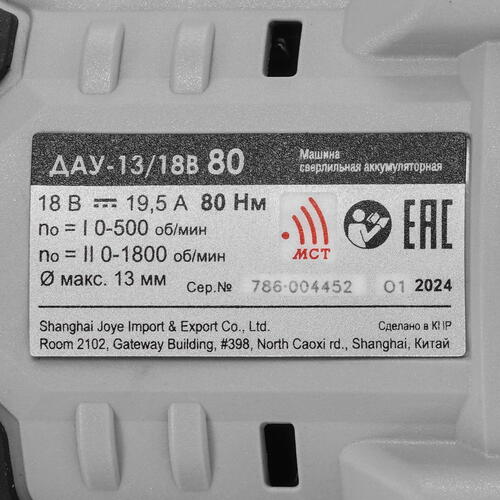 ДАУ-13/18В 80
Машина
сверлильная аккумуляторная
18 В 19,5 А 80 Нм
no = I 0-500 об/мин
no = II 0-1800 об/мин
Ø макс. 13 мм
МСТ
ЕАС
Сер.№ 786-004452 01 2024
Shanghai Joye Import & Export Co., Ltd.
Сделано в КНР
Room 2102, Gateway Building, #398, North Caoxi rd., Shanghai, Китай